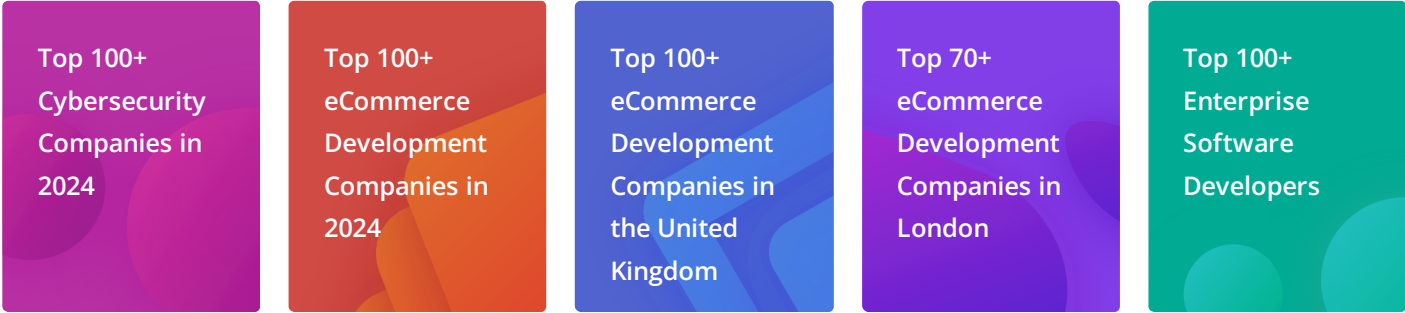 Top 100+
Cybersecurity
Companies in
2024
Top 100+
eCommerce
Development
Companies in
2024
Top 100+
eCommerce
Development
Companies in
the United
Kingdom
Top 70+
eCommerce
Development
Companies in
London
Top 100+
Enterprise
Software
Developers